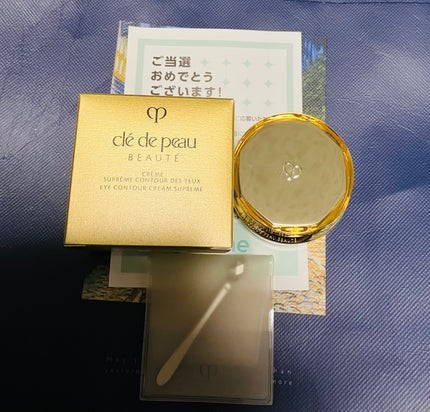 ご当選
おめでとう
ございます!
clé de peau
BEAUTÉ
CRÈME
SUPRÊME CONTOUR DES YEUX
EYE CONTOUR CREAM SUPREME
more